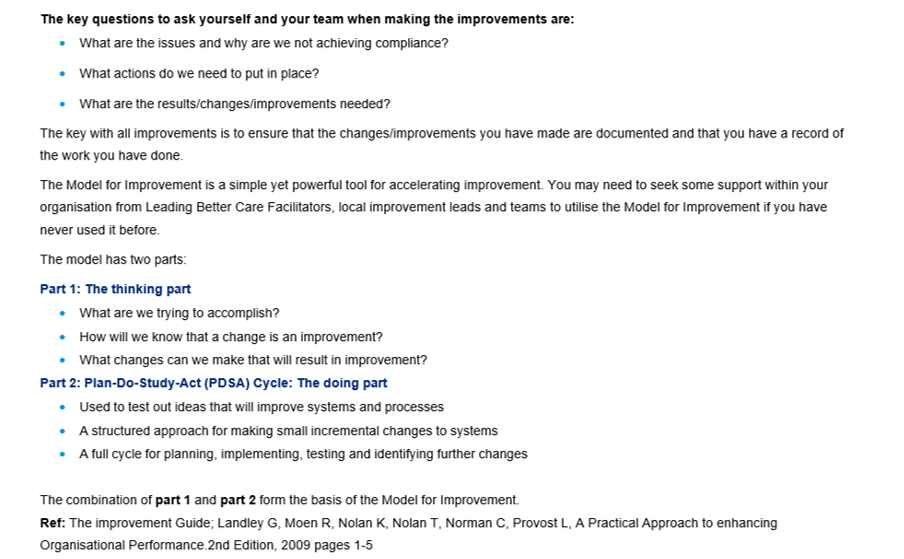 The key questions to ask yourself and your team when making the improvements are:
• What are the issues and why are we not achieving compliance?
• What actions do we need to put in place?
• What are the results/changes/improvements needed?
The key with all improvements is to ensure that the changes/improvements you have made are documented and that you have a record of
the work you have done.
The Model for Improvement is a simple yet powerful tool for accelerating improvement. You may need to seek some support within your
organisation from Leading Better Care Facilitators, local improvement leads and teams to utilise the Model for Improvement if you have
never used it before.
The model has two parts:
Part 1: The thinking part
• What are we trying to accomplish?
• How will we know that a change is an improvement?
• What changes can we make that will result in improvement?
Part 2: Plan-Do-Study-Act (PDSA) Cycle: The doing part
• Used to test out ideas that will improve systems and processes
• A structured approach for making small incremental changes to systems
• A full cycle for planning, implementing, testing and identifying further changes
The combination of part 1 and part 2 form the basis of the Model for Improvement.
Ref: The improvement Guide; Landley G, Moen R, Nolan K, Nolan T, Norman C, Provost L, A Practical Approach to enhancing
Organisational Performance.2nd Edition, 2009 pages 1-5